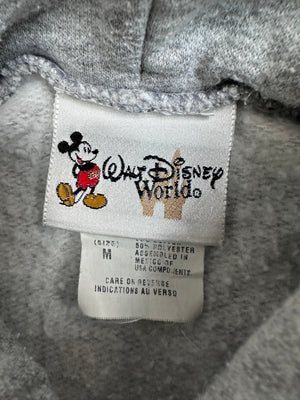 WALT DISNEY
World®
(SIZE)
M
50% POLYESTER
ASSEMBLED IN
MEXICO OF
USA COMPONENTS
CARE ON REVERSE
INDICATIONS AU VERSO